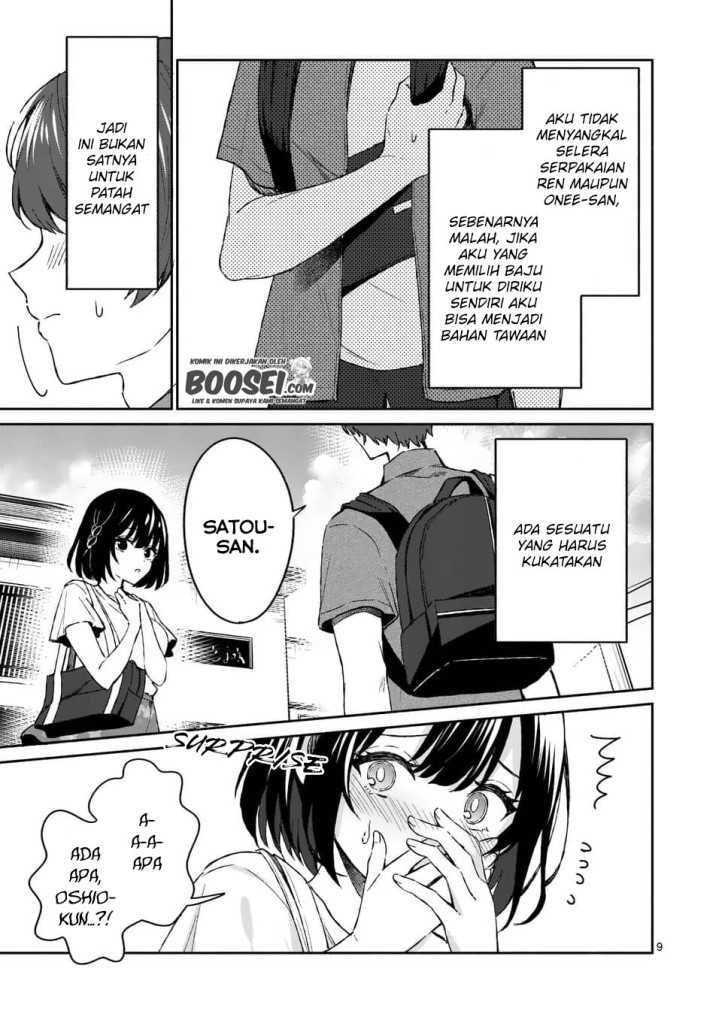 AKU TIDAK
MENYANGKAL
SELERA
SERPAKAIAN
REN MAUPUN
ONEE-SAN,
SEBENARNYA
MALAH, JIKA
AKU YANG
MEMILIH BAJU
UNTUK DIRIKU
SENDIRI AKU
BISA MENJADI
BAHAN TAWAAN
JADI
INI BUKAN
SATNYA
UNTUK
PATAH
SEMANGAT
KOMIK INI DIKERJAKAN OLEH
BOOSEI.COM
LIKE & KOMEN SUPAYA KAMI SEMANGAT
ADA SESUATU
YANG HARUS
KUKATAKAN
SATOU-
SAN.
SURPRISE
A-
A-A-
APA
ADA
APA,
OSHIO-
KUN...?!
9